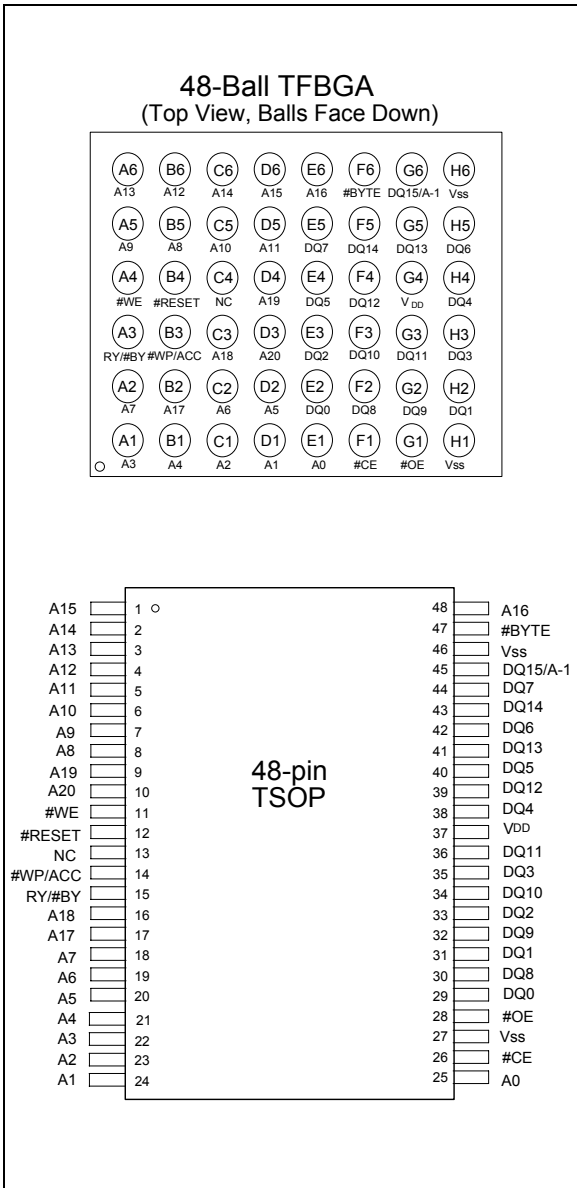 48-Ball TFBGA
(Top View, Balls Face Down)
A6 B6 C6 D6 E6 F6 G6 H6
A13 A12 A14 A15 A16 #BYTE DQ15/A-1 Vss
A5 B5 C5 D5 E5 F5 G5 H5
A9 A8 A10 A11 DQ7 DQ14 DQ13 DQ6
A4 B4 C4 D4 E4 F4 G4 H4
#WE #RESET NC A19 DQ5 DQ12 VDD DQ4
A3 B3 C3 D3 E3 F3 G3 H3
RY/#BY #WP/ACC A18 A20 DQ2 DQ10 DQ11 DQ3
A2 B2 C2 D2 E2 F2 G2 H2
A7 A17 A6 A5 DQ0 DQ8 DQ9 DQ1
A1 B1 C1 D1 E1 F1 G1 H1
A3 A4 A2 A1 A0 #CE #OE Vss
A15 1 48 A16
A14 2 47 #BYTE
A13 3 46 Vss
A12 4 45 DQ15/A-1
A11 5 44 DQ7
A10 6 43 DQ14
A9 7 42 DQ6
A8 8 41 DQ13
A19 9 40 DQ5
A20 10 39 DQ12
#WE 11 38 DQ4
#RESET 12 37 VDD
NC 13 36 DQ11
#WP/ACC 14 35 DQ3
RY/#BY 15 34 DQ10
A18 16 33 DQ2
A17 17 32 DQ9
A7 18 31 DQ1
A6 19 30 DQ8
A5 20 29 DQ0
A4 21 28 #OE
A3 22 27 Vss
A2 23 26 #CE
A1 24 25 A0
48-pin
TSOP